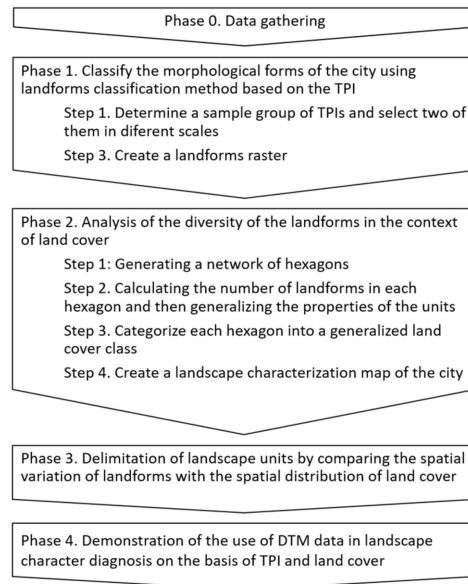 Phase 0. Data gathering
Phase 1. Classify the morphological forms of the city using
landforms classification method based on the TPI
Step 1. Determine a sample group of TPIs and select two of
them in diferent scales
Step 3. Create a landforms raster
Phase 2. Analysis of the diversity of the landforms in the context
of land cover
Step 1: Generating a network of hexagons
Step 2. Calculating the number of landforms in each
hexagon and then generalizing the properties of the units
Step 3. Categorize each hexagon into a generalized land
cover class
Step 4. Create a landscape characterization map of the city
Phase 3. Delimitation of landscape units by comparing the spatial
variation of landforms with the spatial distribution of land cover
Phase 4. Demonstration of the use of DTM data in landscape
character diagnosis on the basis of TPI and land cover